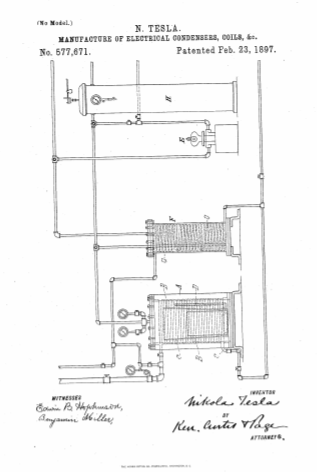 (No Model.)
N. TESLA.
MANUFACTURE OF ELECTRICAL CONDENSERS, COILS, &c.
No. 577,671. Patented Feb. 23, 1897.
H
E
F
WITNESSES
Edwin B. Hopkinson,
Benjamin Miller,
INVENTOR
Nikola Tesla
BY
Kerr, Curtis & Page
ATTORNEYS.